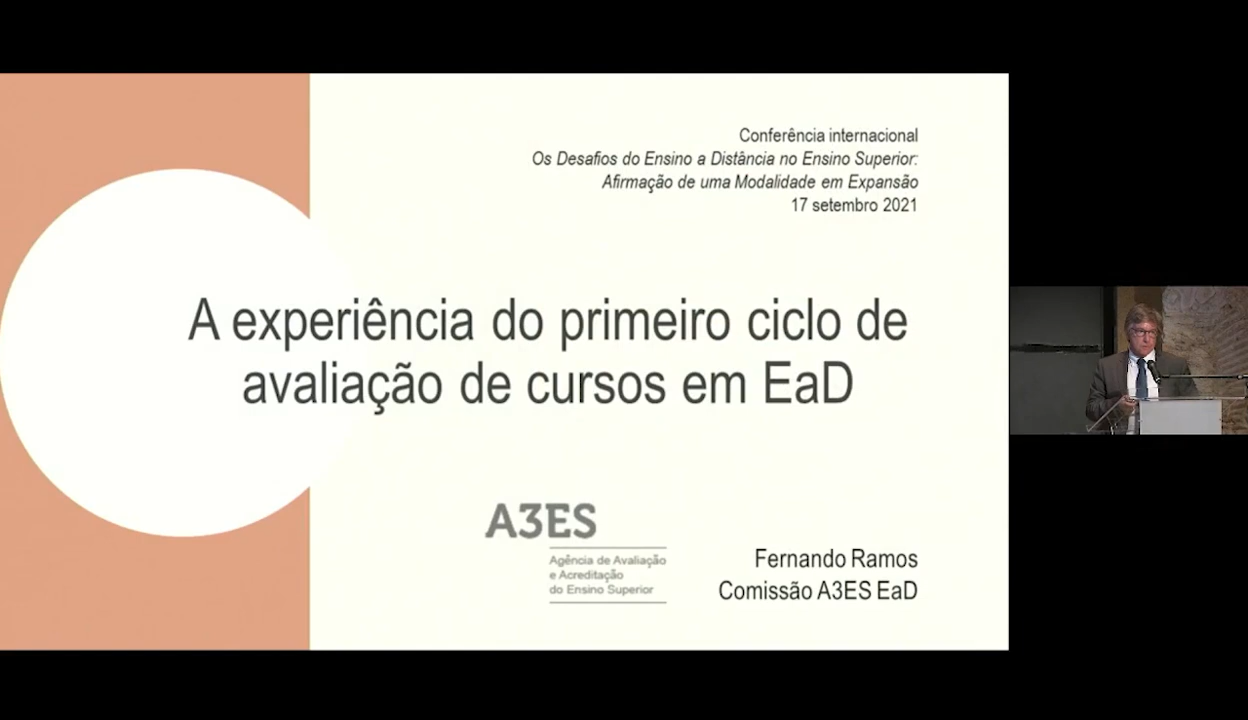 Conferência internacional
Os Desafios do Ensino a Distância no Ensino Superior:
Afirmação de uma Modalidade em Expansão
17 setembro 2021
A experiência do primeiro ciclo de
avaliação de cursos em EaD
A3ES
Agência de Avaliação
e Acreditação
do Ensino Superior
Fernando Ramos
Comissão A3ES EaD